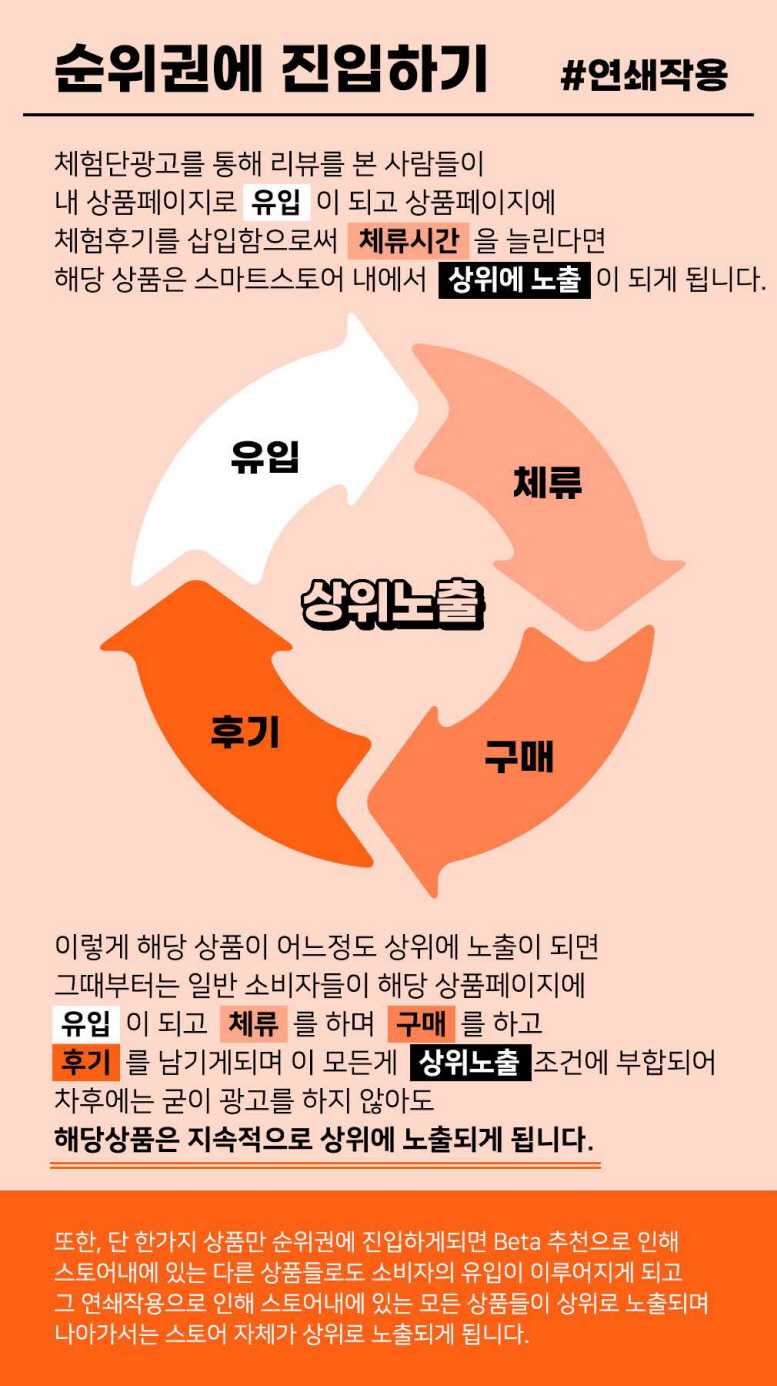 순위권에 진입하기 #연쇄작용
체험단광고를 통해 리뷰를 본 사람들이
내 상품페이지로 유입 이 되고 상품페이지에
체험후기를 삽입함으로써 체류시간 을 늘린다면
해당 상품은 스마트스토어 내에서 상위에 노출 이 되게 됩니다.
유입
체류
상위노출
후기
구매
이렇게 해당 상품이 어느정도 상위에 노출이 되면
그때부터는 일반 소비자들이 해당 상품페이지에
유입 이 되고 체류 를 하며 구매 를 하고
후기 를 남기게되며 이 모든게 상위노출 조건에 부합되어
차후에는 굳이 광고를 하지 않아도
해당상품은 지속적으로 상위에 노출되게 됩니다.
또한, 단 한가지 상품만 순위권에 진입하게되면 Beta 추천으로 인해
스토어내에 있는 다른 상품들로도 소비자의 유입이 이루어지게 되고
그 연쇄작용으로 인해 스토어내에 있는 모든 상품들이 상위로 노출되며
나아가서는 스토어 자체가 상위로 노출되게 됩니다.